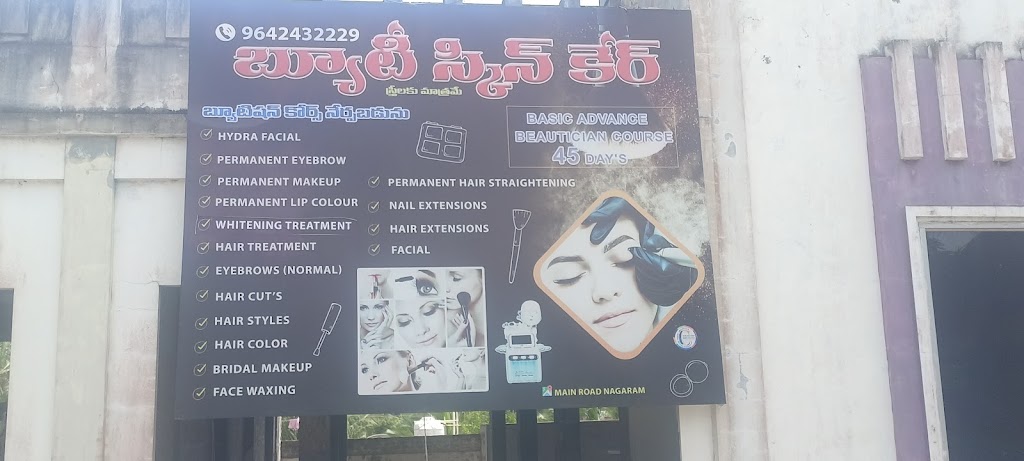 9642432229
బ్యూటీ స్కిన్ కేర్
స్త్రీలకు మాత్రమే
బ్యూటీషన్ కోర్స్ నేర్పబడును
BASIC ADVANCE
BEAUTICIAN COURSE
45 DAY'S
HYDRA FACIAL
PERMANENT EYEBROW
PERMANENT MAKEUP
PERMANENT LIP COLOUR
WHITENING TREATMENT
HAIR TREATMENT
EYEBROWS (NORMAL)
HAIR CUT'S
HAIR STYLES
HAIR COLOR
BRIDAL MAKEUP
FACE WAXING
PERMANENT HAIR STRAIGHTENING
NAIL EXTENSIONS
HAIR EXTENSIONS
FACIAL
MAIN ROAD NAGARAM